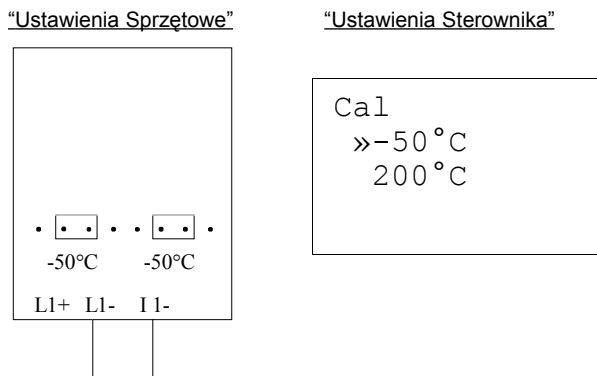 “Ustawienia Sprzętowe”
“Ustawienia Sterownika”
Cal
»-50°C
200°C
-50°C -50°C
L1+ L1- I 1-